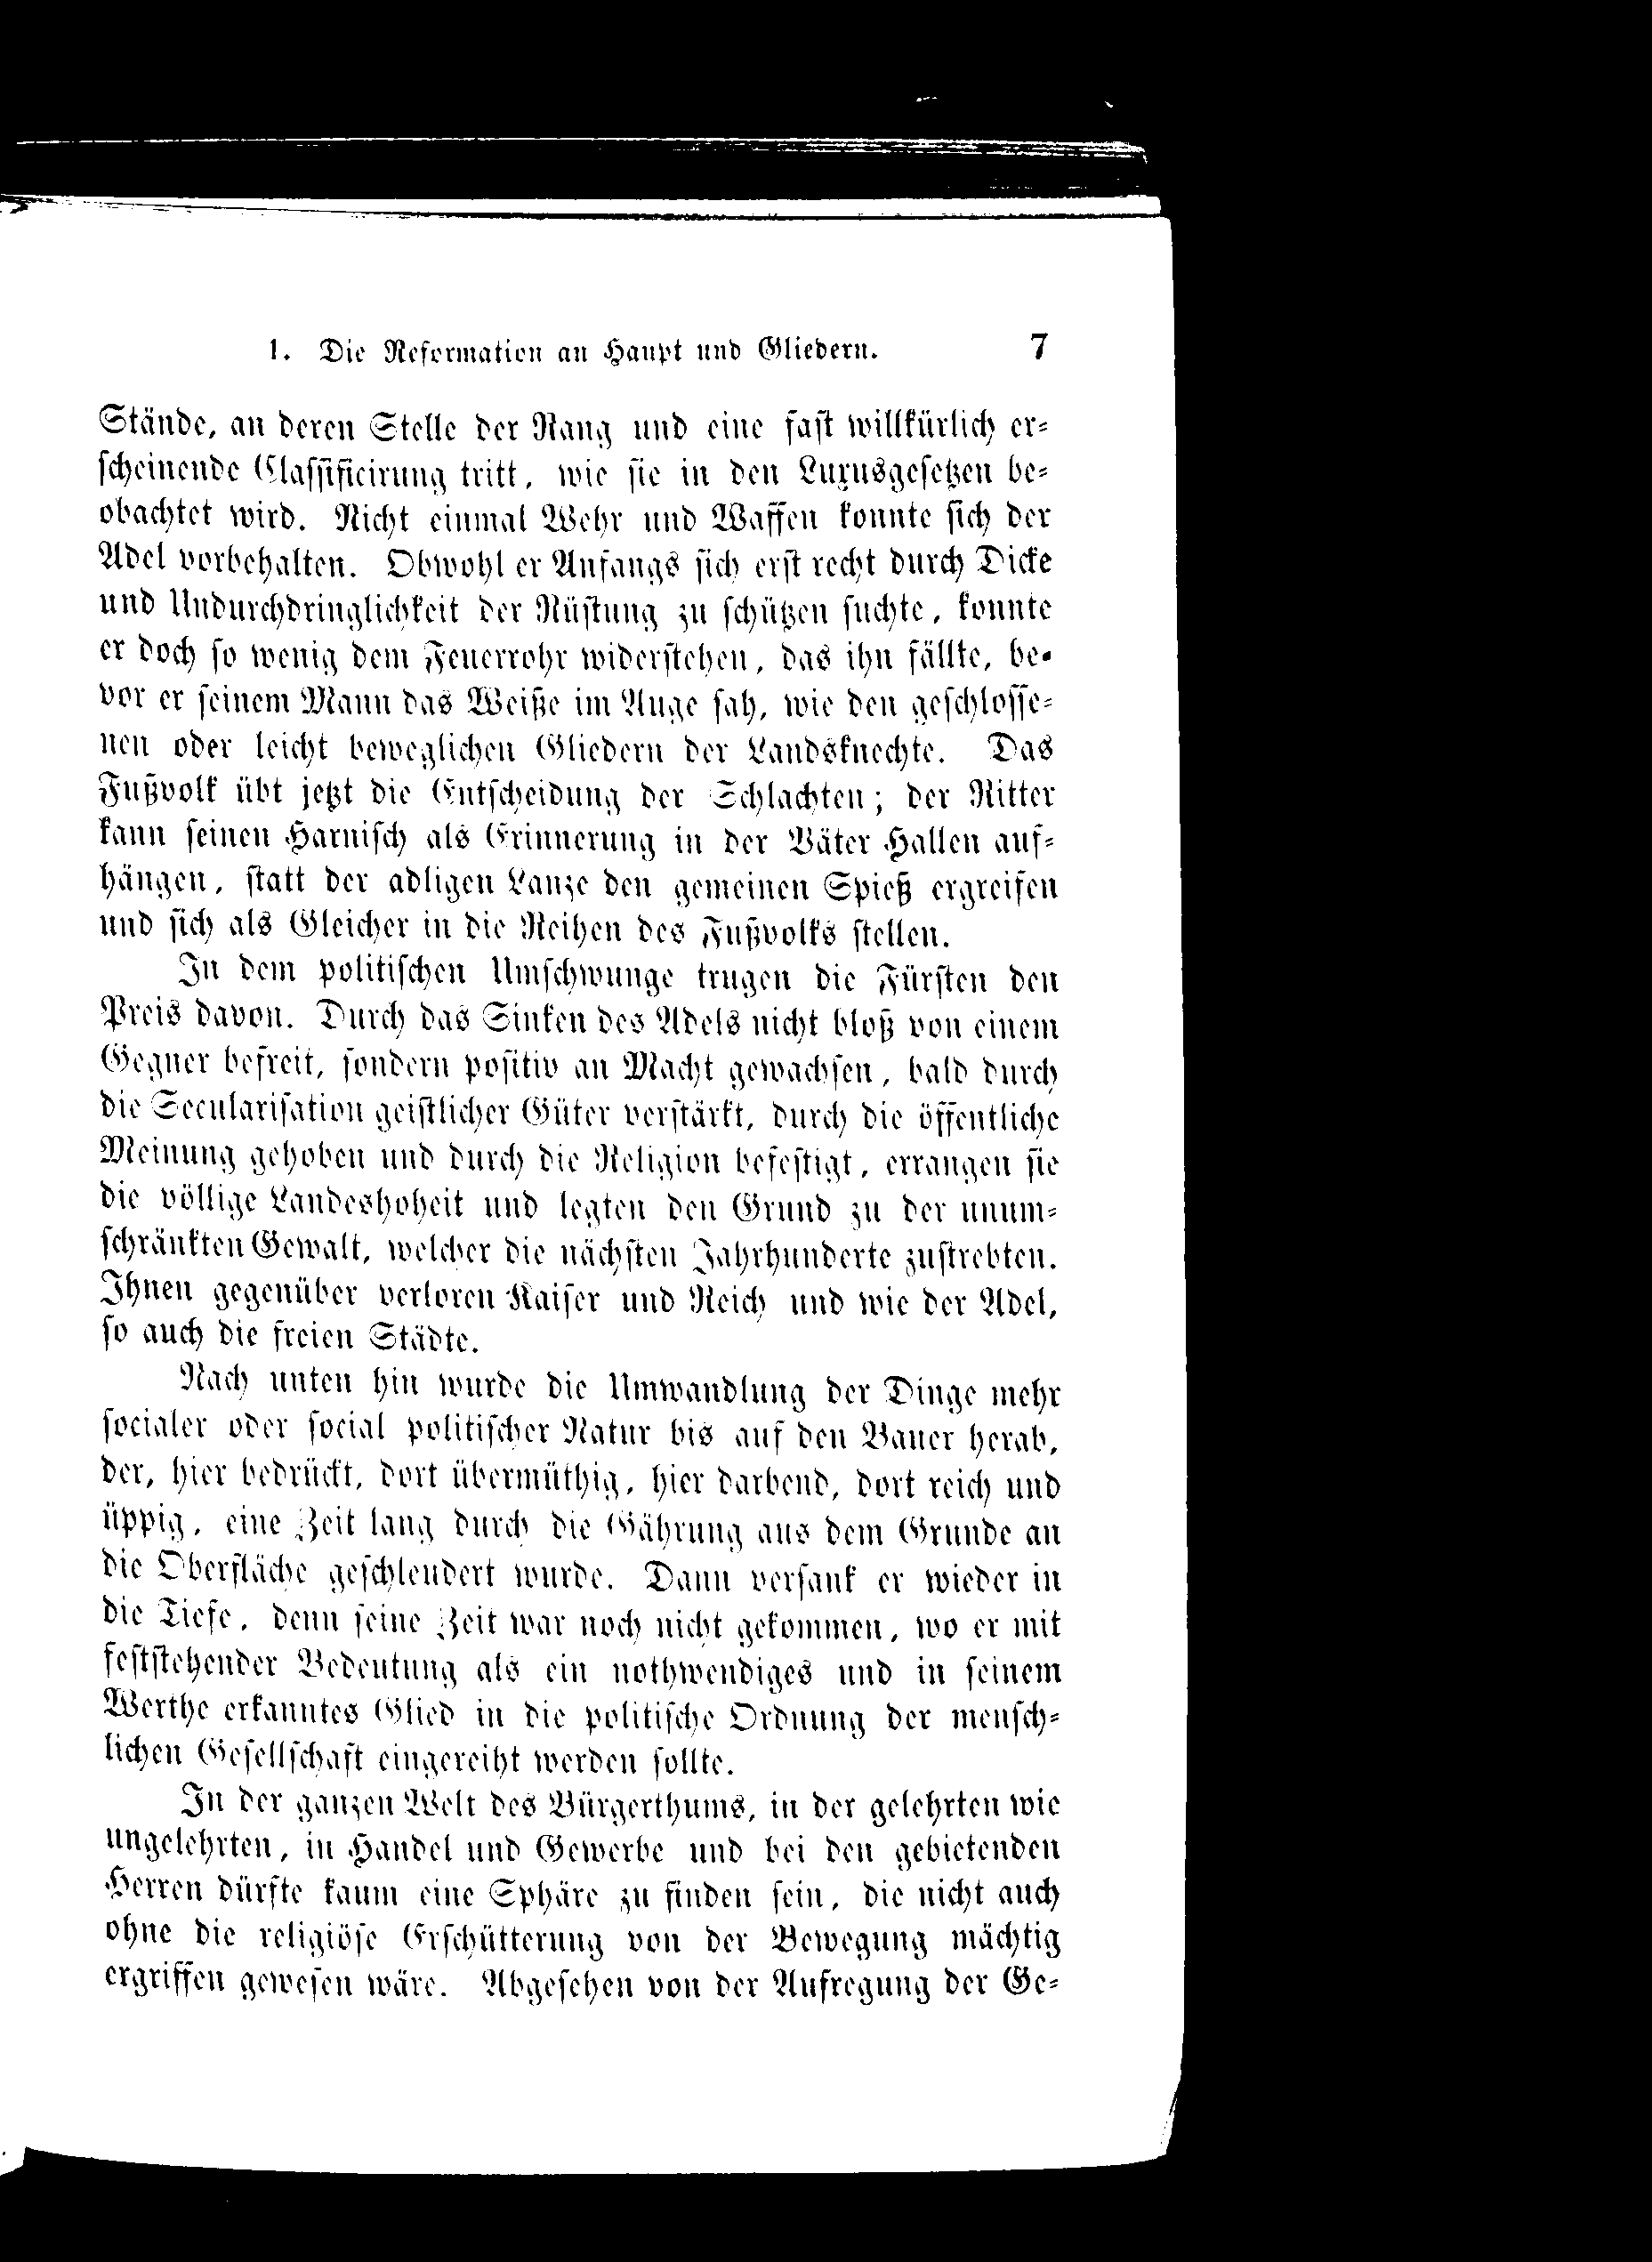 1. Die Reformation an Haupt und Gliedern. 7
Stände, an deren Stelle der Rang und eine fast willkürlich er-
scheinende Classificirung tritt, wie sie in den Luxusgesetzen be-
obachtet wird. Nicht einmal Wehr und Waffen konnte sich der
Adel vorbehalten. Obwohl er Anfangs sich erst recht durch Dicke
und Undurchdringlichkeit der Rüstung zu schützen suchte, konnte
er doch so wenig dem Feuerrohr widerstehen, das ihn fällte, be-
vor er seinem Mann das Weiße im Auge sah, wie den geschlosse-
nen oder leicht beweglichen Gliedern der Landsknechte. Das
Fußvolk übt jetzt die Entscheidung der Schlachten; der Ritter
kann seinen Harnisch als Erinnerung in der Väter Hallen auf-
hängen, statt der adligen Lanze den gemeinen Spieß ergreifen
und sich als Gleicher in die Reihen des Fußvolks stellen.
In dem politischen Umschwunge trugen die Fürsten den
Preis davon. Durch das Sinken des Adels nicht bloß von einem
Gegner befreit, sondern positiv an Macht gewachsen, bald durch
die Secularisation geistlicher Güter verstärkt, durch die öffentliche
Meinung gehoben und durch die Religion befestigt, errangen sie
die völlige Landeshoheit und legten den Grund zu der unum-
schränkten Gewalt, welcher die nächsten Jahrhunderte zustrebten.
Ihnen gegenüber verloren Kaiser und Reich und wie der Adel,
so auch die freien Städte.
Nach unten hin wurde die Umwandlung der Dinge mehr
socialer oder social politischer Natur bis auf den Bauer herab,
der, hier bedrückt, dort übermüthig, hier darbend, dort reich und
üppig, eine Zeit lang durch die Gährung aus dem Grunde an
die Oberfläche geschleudert wurde. Dann versank er wieder in
die Tiefe, denn seine Zeit war noch nicht gekommen, wo er mit
feststehender Bedeutung als ein nothwendiges und in seinem
Werthe erkanntes Glied in die politische Ordnung der mensch-
lichen Gesellschaft eingereiht werden sollte.
In der ganzen Welt des Bürgerthums, in der gelehrten wie
ungelehrten, in Handel und Gewerbe und bei den gebietenden
Herren dürfte kaum eine Sphäre zu finden sein, die nicht auch
ohne die religiöse Erschütterung von der Bewegung mächtig
ergriffen gewesen wäre. Abgesehen von der Aufregung der Ge-